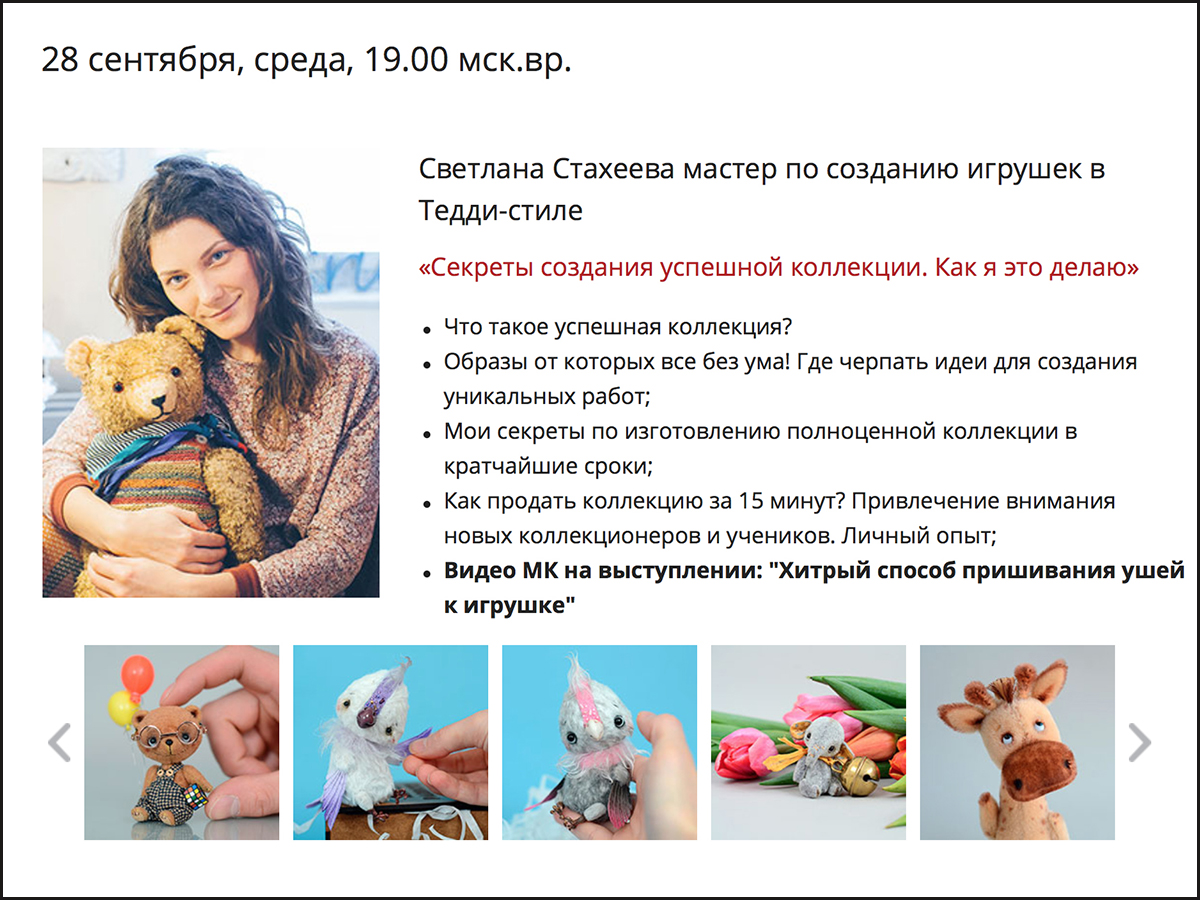 28 сентября, среда, 19.00 мск.вр.
Светлана Стахеева мастер по созданию игрушек в
Тедди-стиле
«Секреты создания успешной коллекции. Как я это делаю»
• Что такое успешная коллекция?
• Образы от которых все без ума! Где черпать идеи для создания
уникальных работ;
• Мои секреты по изготовлению полноценной коллекции в
кратчайшие сроки;
• Как продать коллекцию за 15 минут? Привлечение внимания
новых коллекционеров и учеников. Личный опыт;
• Видео МК на выступлении: "Хитрый способ пришивания ушей
к игрушке"